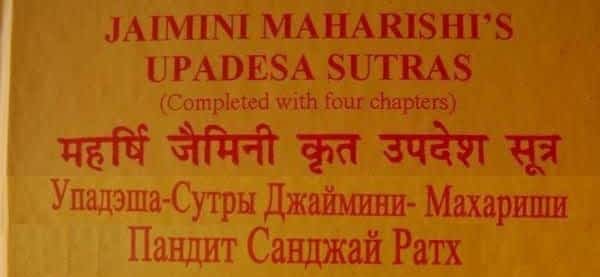 JAIMINI MAHARISHI'S
UPADESA SUTRAS
(Completed with four chapters)
महर्षि जैमिनी कृत उपदेश सूत्र
Упадэша-Сутры Джаймини- Махариши
Пандит Санджай Ратх